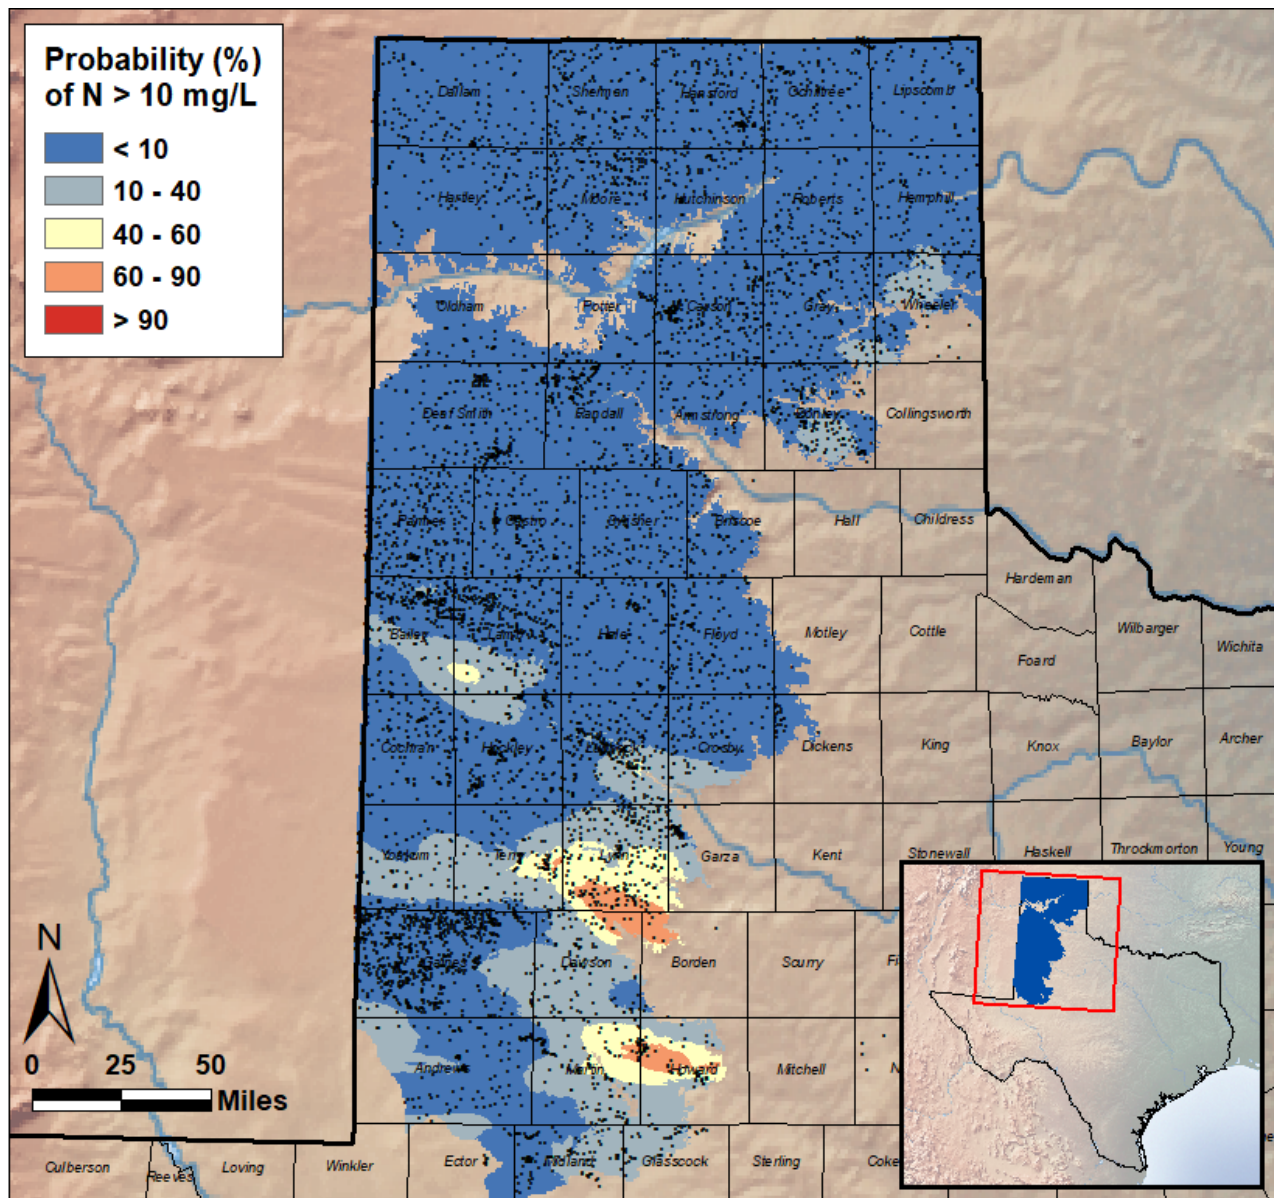 Probability (%)
of N > 10 mg/L
< 10
10 - 40
40 - 60
60 - 90
> 90
Dallam
Sherman
Hansford
Ochiltree
Lipscomb
Hartley
Moore
Hutchinson
Roberts
Hemphill
Oldham
Potter
Carson
Gray
Wheeler
Deaf Smith
Randall
Armstrong
Donley
Collingsworth
Parmer
Castro
Swisher
Briscoe
Hall
Childress
Hardeman
Bailey
Lamb
Hale
Floyd
Motley
Cottle
Foard
Wilbarger
Wichita
Cochran
Hockley
Lubbock
Crosby
Dickens
King
Knox
Baylor
Archer
Yoakum
Terry
Lynn
Garza
Kent
Stonewall
Haskell
Throckmorton
Young
Gaines
Dawson
Borden
Scurry
Fi
N
0 25 50
Miles
Andrews
Martin
Howard
Mitchell
N
Culberson
Reeves
Loving
Winkler
Ector
Midland
Glasscock
Sterling
Coke